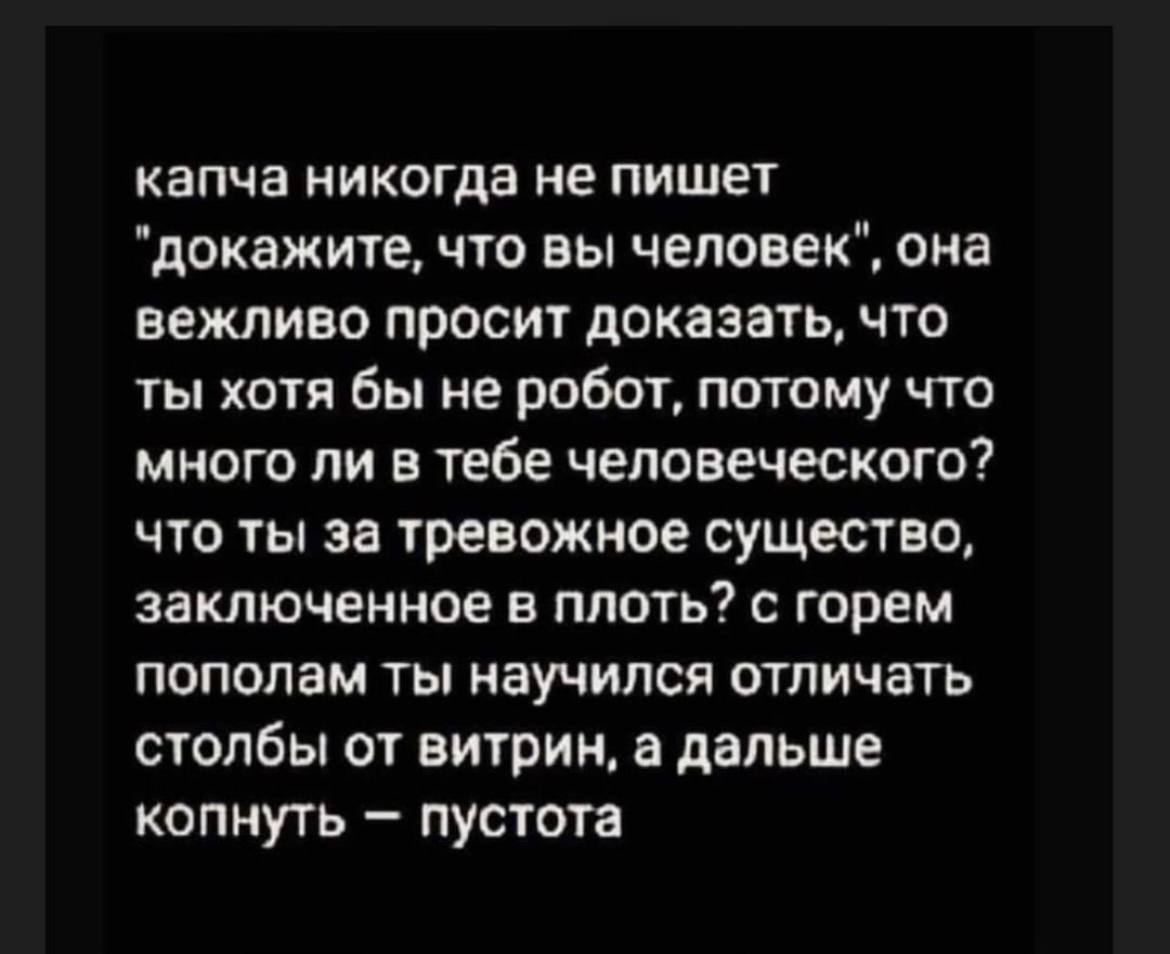 капча никогда не пишет
"докажите, что вы человек", она
вежливо просит доказать, что
ты хотя бы не робот, потому что
много ли в тебе человеческого?
что ты за тревожное существо,
заключенное в плоть? с горем
пополам ты научился отличать
столбы от витрин, а дальше
копнуть — пустота